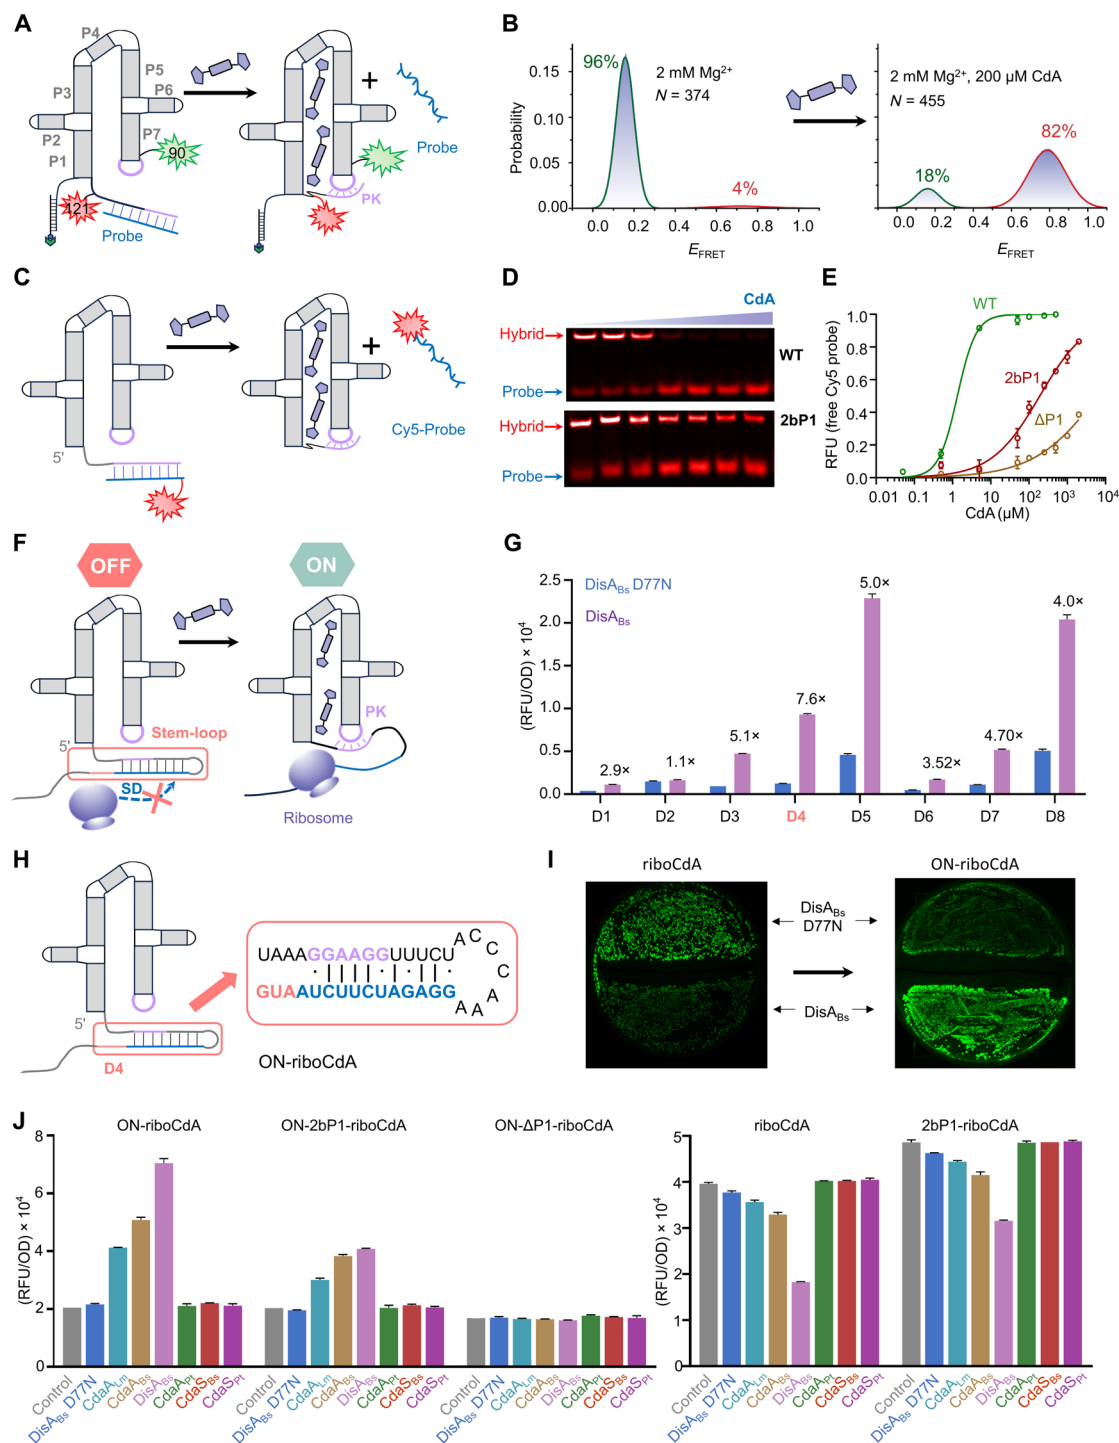 A
P4
P5
P3
P6
P2
P7
P1
90
121
Probe
+
Probe
PK
B
Probability
0.15
0.10
0.05
0.00
96%
2 mM Mg2+
N = 374
4%
0.0 0.2 0.4 0.6 0.8 1.0
EFRET
2 mM Mg2+, 200 μM CdA
N = 455
82%
18%
0.0 0.2 0.4 0.6 0.8 1.0
EFRET
C
5'
+
Cy5-Probe
D
CdA
Hybrid
WT
Probe
Hybrid
2bP1
Probe
E
RFU (free Cy5 probe)
1.0
0.8
0.6
0.4
0.2
0.0
WT
2bP1
ΔP1
0.01 0.1 1 10 10² 10³ 10⁴
CdA (μM)
F
OFF
ON
PK
5'
Stem-loop
SD
Ribosome
G
(RFU/OD) × 10⁴
2.5
2.0
1.5
1.0
0.5
0.0
DisABs D77N
DisABs
2.9×
1.1×
5.1×
7.6×
5.0×
3.52×
4.70×
4.0×
D1 D2 D3 D4 D5 D6 D7 D8
H
5'
D4
UAAAGGAAGGUUUCU
ACCCAAA
GUAAUCUUCUAGAGG
ON-riboCdA
I
riboCdA
ON-riboCdA
DisABs
D77N
DisABs
J
(RFU/OD) × 10⁴
8
6
4
2
0
ON-riboCdA
ON-2bP1-riboCdA
ON-ΔP1-riboCdA
Control
DisABs D77N
CdaALm
CdaABs
DisABs
CdaAPt
CdaSBs
CdaSPt
Control
DisABs D77N
CdaALm
CdaABs
DisABs
CdaAPt
CdaSBs
CdaSPt
Control
DisABs D77N
CdaALm
CdaABs
DisABs
CdaAPt
CdaSBs
CdaSPt
(RFU/OD) × 10⁴
5
4
3
2
1
0
riboCdA
2bP1-riboCdA
Control
DisABs D77N
CdaALm
CdaABs
DisABs
CdaAPt
CdaSBs
CdaSPt
Control
DisABs D77N
CdaALm
CdaABs
DisABs
CdaAPt
CdaSBs
CdaSPt